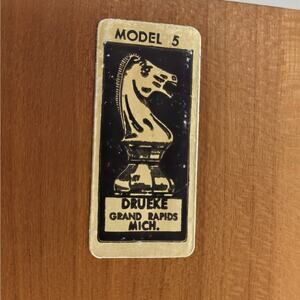 MODEL 5
DRUEKE
GRAND RAPIDS
MICH.